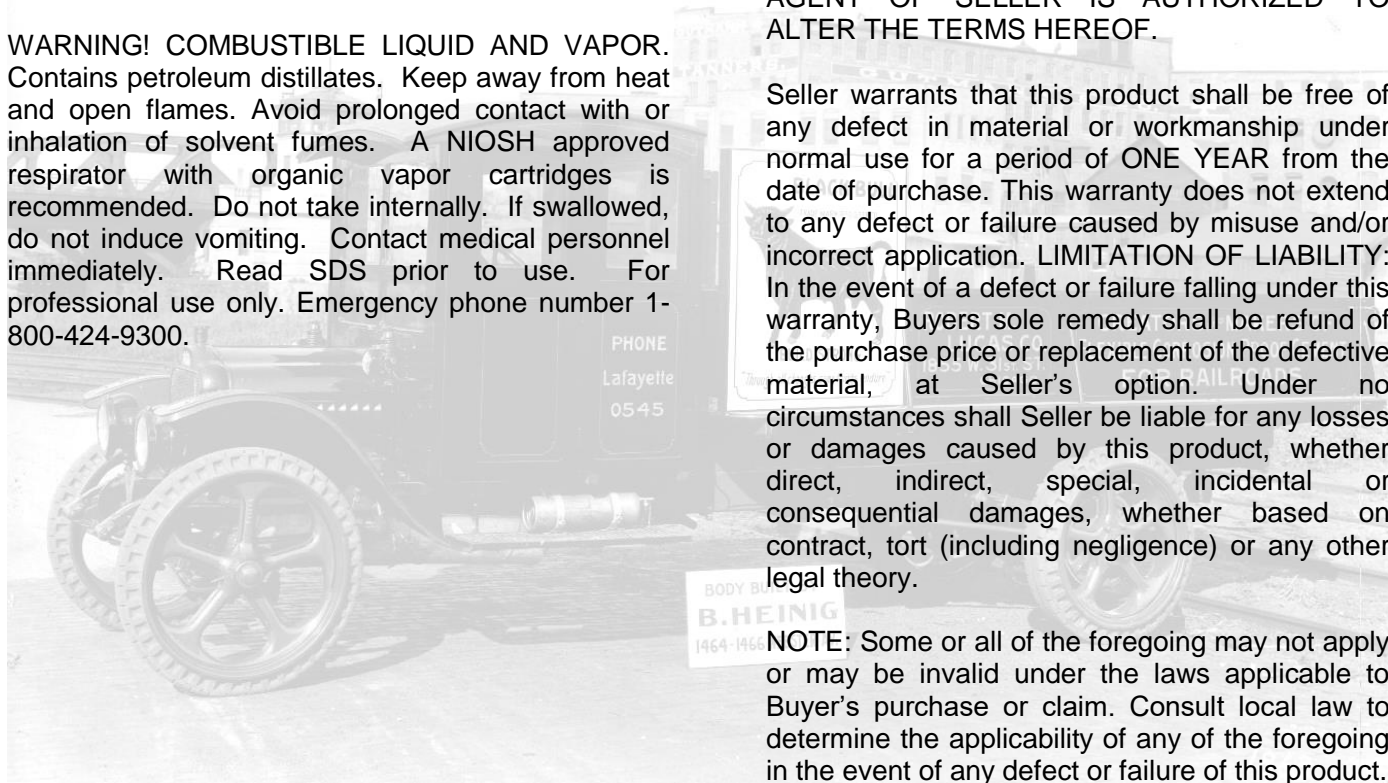 WARNING! COMBUSTIBLE LIQUID AND VAPOR.
Contains petroleum distillates. Keep away from heat
and open flames. Avoid prolonged contact with or
inhalation of solvent fumes. A NIOSH approved
respirator with organic vapor cartridges is
recommended. Do not take internally. If swallowed,
do not induce vomiting. Contact medical personnel
immediately. Read SDS prior to use. For
professional use only. Emergency phone number 1-
800-424-9300.
AGENT OF SELLER IS AUTHORIZED TO
ALTER THE TERMS HEREOF.
Seller warrants that this product shall be free of
any defect in material or workmanship under
normal use for a period of ONE YEAR from the
date of purchase. This warranty does not extend
to any defect or failure caused by misuse and/or
incorrect application. LIMITATION OF LIABILITY:
In the event of a defect or failure falling under this
warranty, Buyers sole remedy shall be refund of
the purchase price or replacement of the defective
material, at Seller's option. Under no
circumstances shall Seller be liable for any losses
or damages caused by this product, whether
direct, indirect, special, incidental or
consequential damages, whether based on
contract, tort (including negligence) or any other
legal theory.
NOTE: Some or all of the foregoing may not apply
or may be invalid under the laws applicable to
Buyer's purchase or claim. Consult local law to
determine the applicability of any of the foregoing
in the event of any defect or failure of this product.
PHONE
Lafayette
0545
LUCAS CO.
1855 W. 31st ST.
FOR RAILROADS
BODY
B. HEINIG
1464-1466